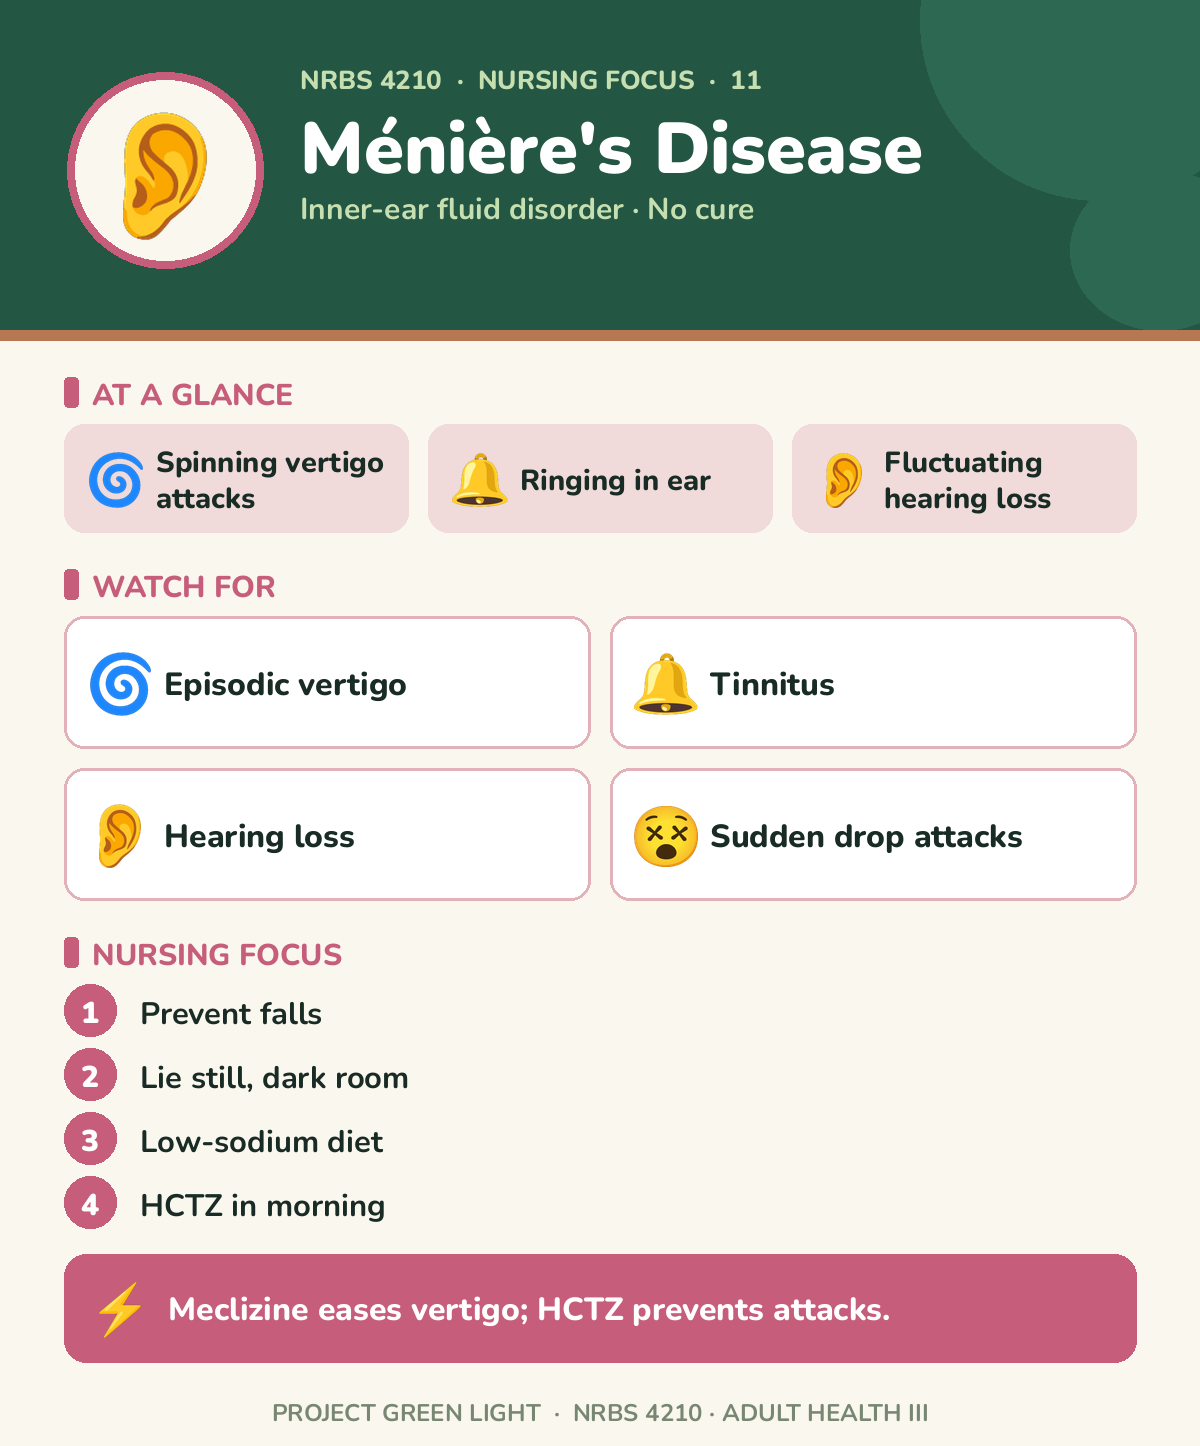 NRBS 4210 · NURSING FOCUS · 11
Ménière's Disease
Inner-ear fluid disorder · No cure
AT A GLANCE
Spinning vertigo
attacks
Ringing in ear
Fluctuating
hearing loss
WATCH FOR
Episodic vertigo
Tinnitus
Hearing loss
Sudden drop attacks
NURSING FOCUS
1 Prevent falls
2 Lie still, dark room
3 Low-sodium diet
4 HCTZ in morning
Meclizine eases vertigo; HCTZ prevents attacks.
PROJECT GREEN LIGHT · NRBS 4210 · ADULT HEALTH III